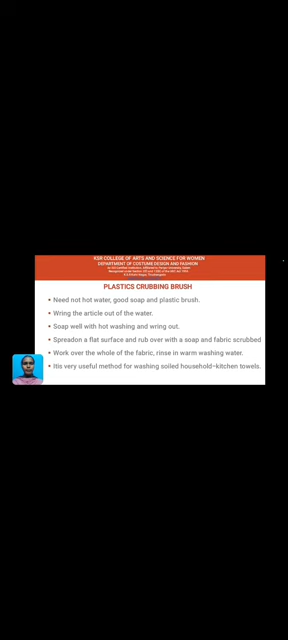 KSR COLLEGE OF ARTS AND SCIENCE FOR WOMEN
DEPARTMENT OF COSTUME DESIGN AND FASHION
PLASTICS CRUBBING BRUSH
• Need not hot water, good soap and plastic brush.
• Wring the article out of the water.
• Soap well with hot washing and wring out.
• Spreadon a flat surface and rub over with a soap and fabric scrubbed
• Work over the whole of the fabric, rinse in warm washing water.
• Itis very useful method for washing soiled household–kitchen towels.